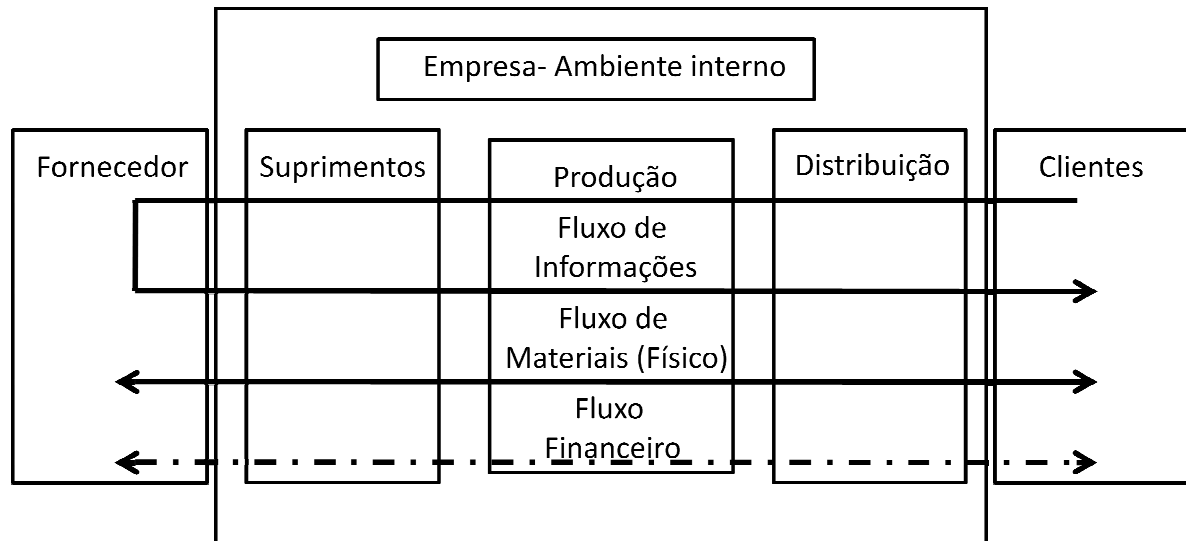 Empresa- Ambiente interno
Fornecedor
Suprimentos
Produção
Distribuição
Clientes
Fluxo de
Informações
Fluxo de
Materiais (Físico)
Fluxo
Financeiro